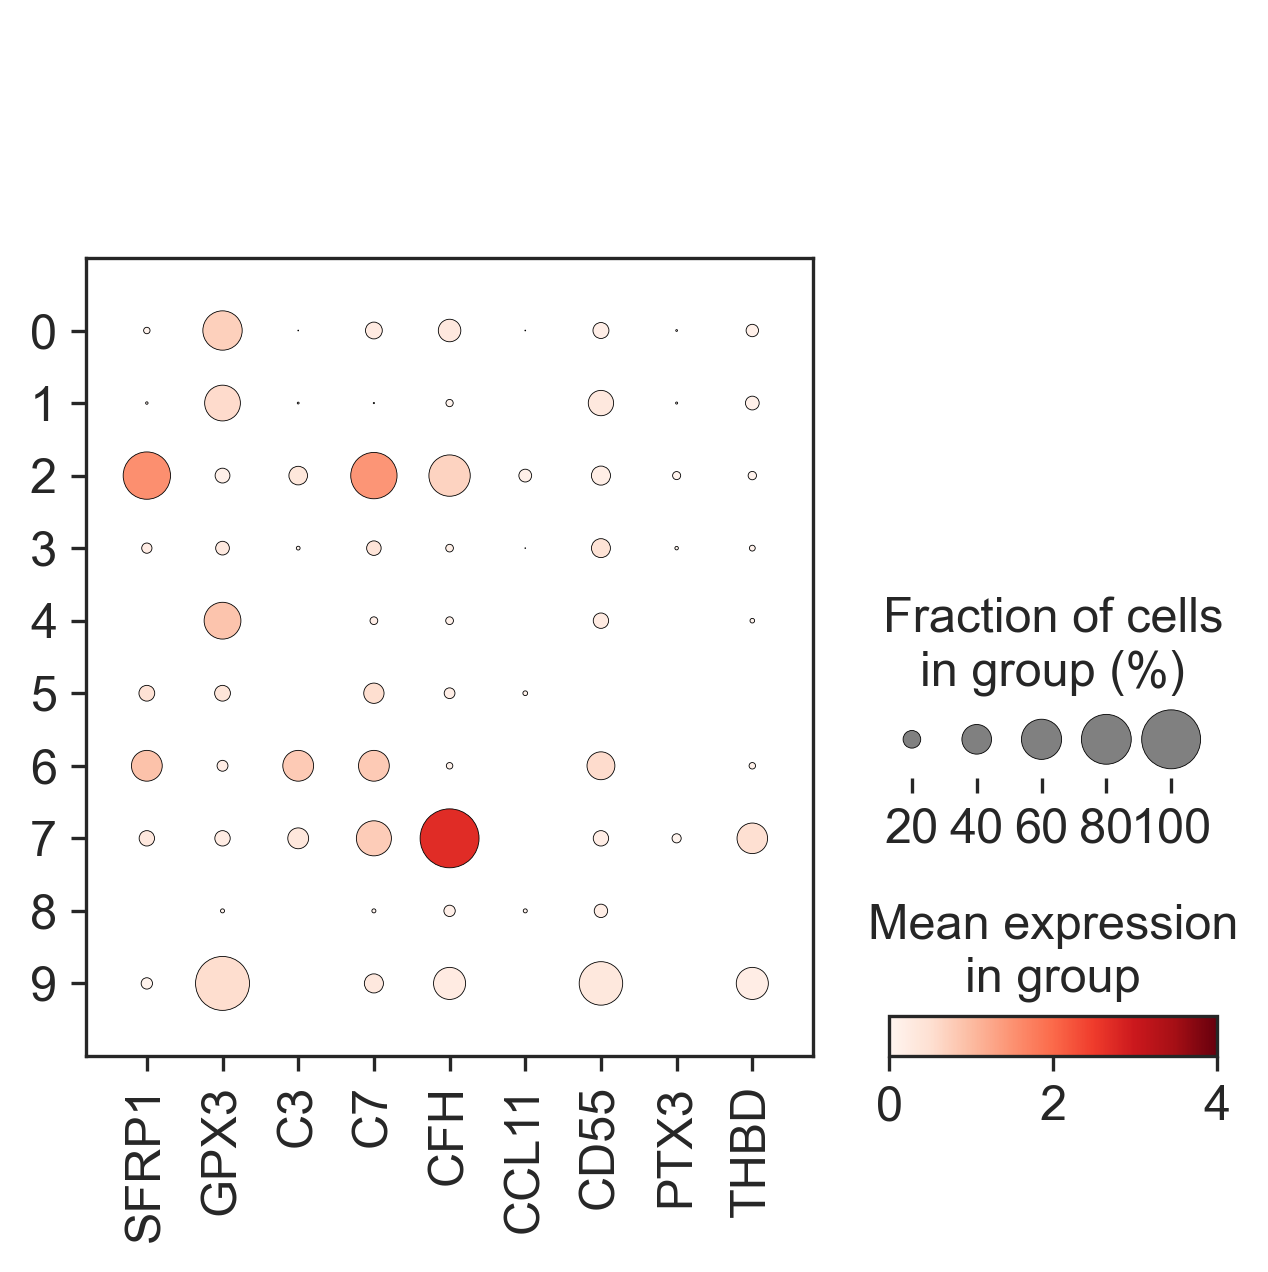 0
1
2
3
4
5
6
7
8
9
SFRP1
GPX3
C3
C7
CFH
CCL11
CD55
PTX3
THBD
Fraction of cells
in group (%)
20 40 60 80 100
Mean expression
in group
0 2 4